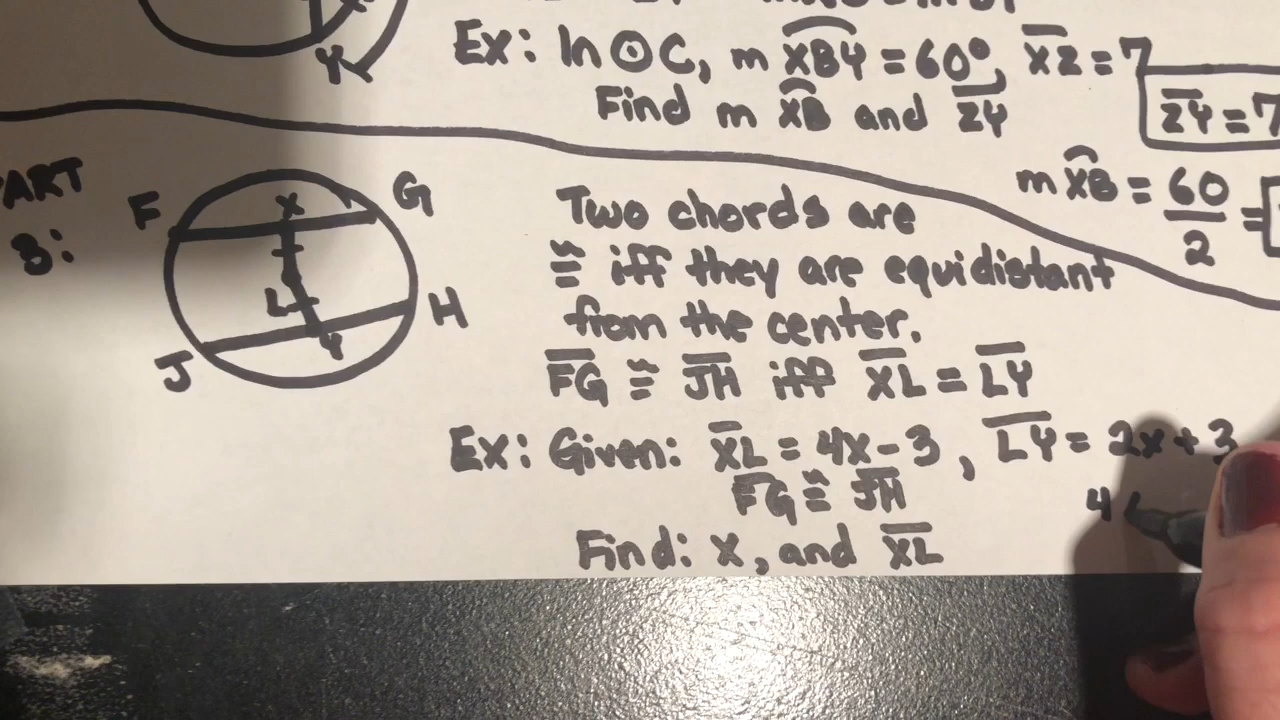 Y
Ex: In ⊙C, m XBY = 60°, XZ = 7
Find m XB and ZY
ZY = 7
m XB = 60/2 =
ART
3:
F
X
G
L
H
J
Y
Two chords are
≅ iff they are equidistant
from the center.
FG ≅ JH iff XL = LY
Ex: Given: XL = 4x - 3, LY = 2x + 3
FG ≅ JH
4
Find: x, and XL